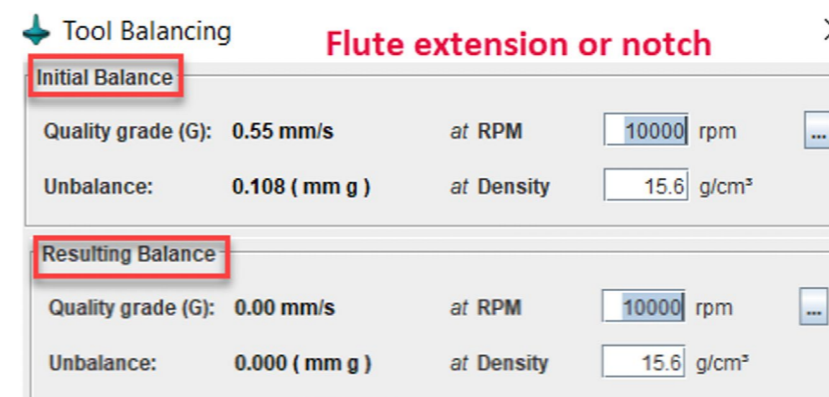 Tool Balancing
Flute extension or notch
Initial Balance
Quality grade (G): 0.55 mm/s at RPM 10000 rpm ...
Unbalance: 0.108 ( mm g ) at Density 15.6 g/cm³
Resulting Balance
Quality grade (G): 0.00 mm/s at RPM 10000 rpm ...
Unbalance: 0.000 ( mm g ) at Density 15.6 g/cm³